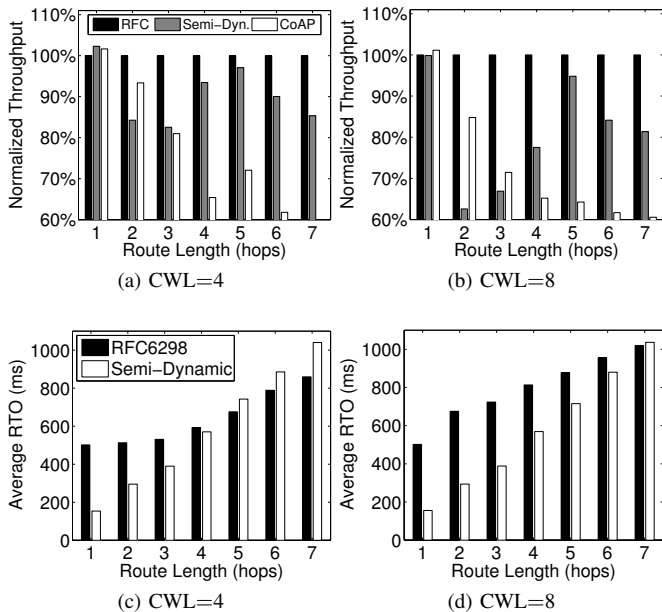 RFC Semi-Dyn. CoAP
110%
100%
90%
80%
70%
60%
Normalized Throughput
1 2 3 4 5 6 7
Route Length (hops)
(a) CWL=4
110%
100%
90%
80%
70%
60%
Normalized Throughput
1 2 3 4 5 6 7
Route Length (hops)
(b) CWL=8
RFC6298
Semi-Dynamic
1000
800
600
400
200
0
Average RTO (ms)
1 2 3 4 5 6 7
Route Length (hops)
(c) CWL=4
1000
800
600
400
200
0
Average RTO (ms)
1 2 3 4 5 6 7
Route Length (hops)
(d) CWL=8